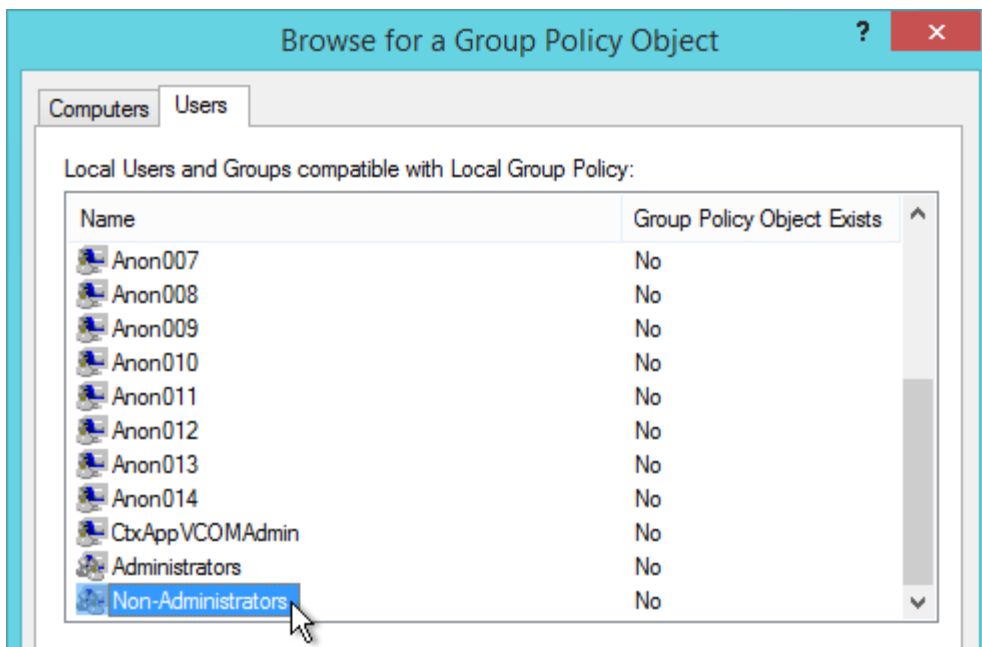 Browse for a Group Policy Object ? ×
Computers Users
Local Users and Groups compatible with Local Group Policy:
Name Group Policy Object Exists
Anon007 No
Anon008 No
Anon009 No
Anon010 No
Anon011 No
Anon012 No
Anon013 No
Anon014 No
CtxAppVCOMAdmin No
Administrators No
Non-Administrators No